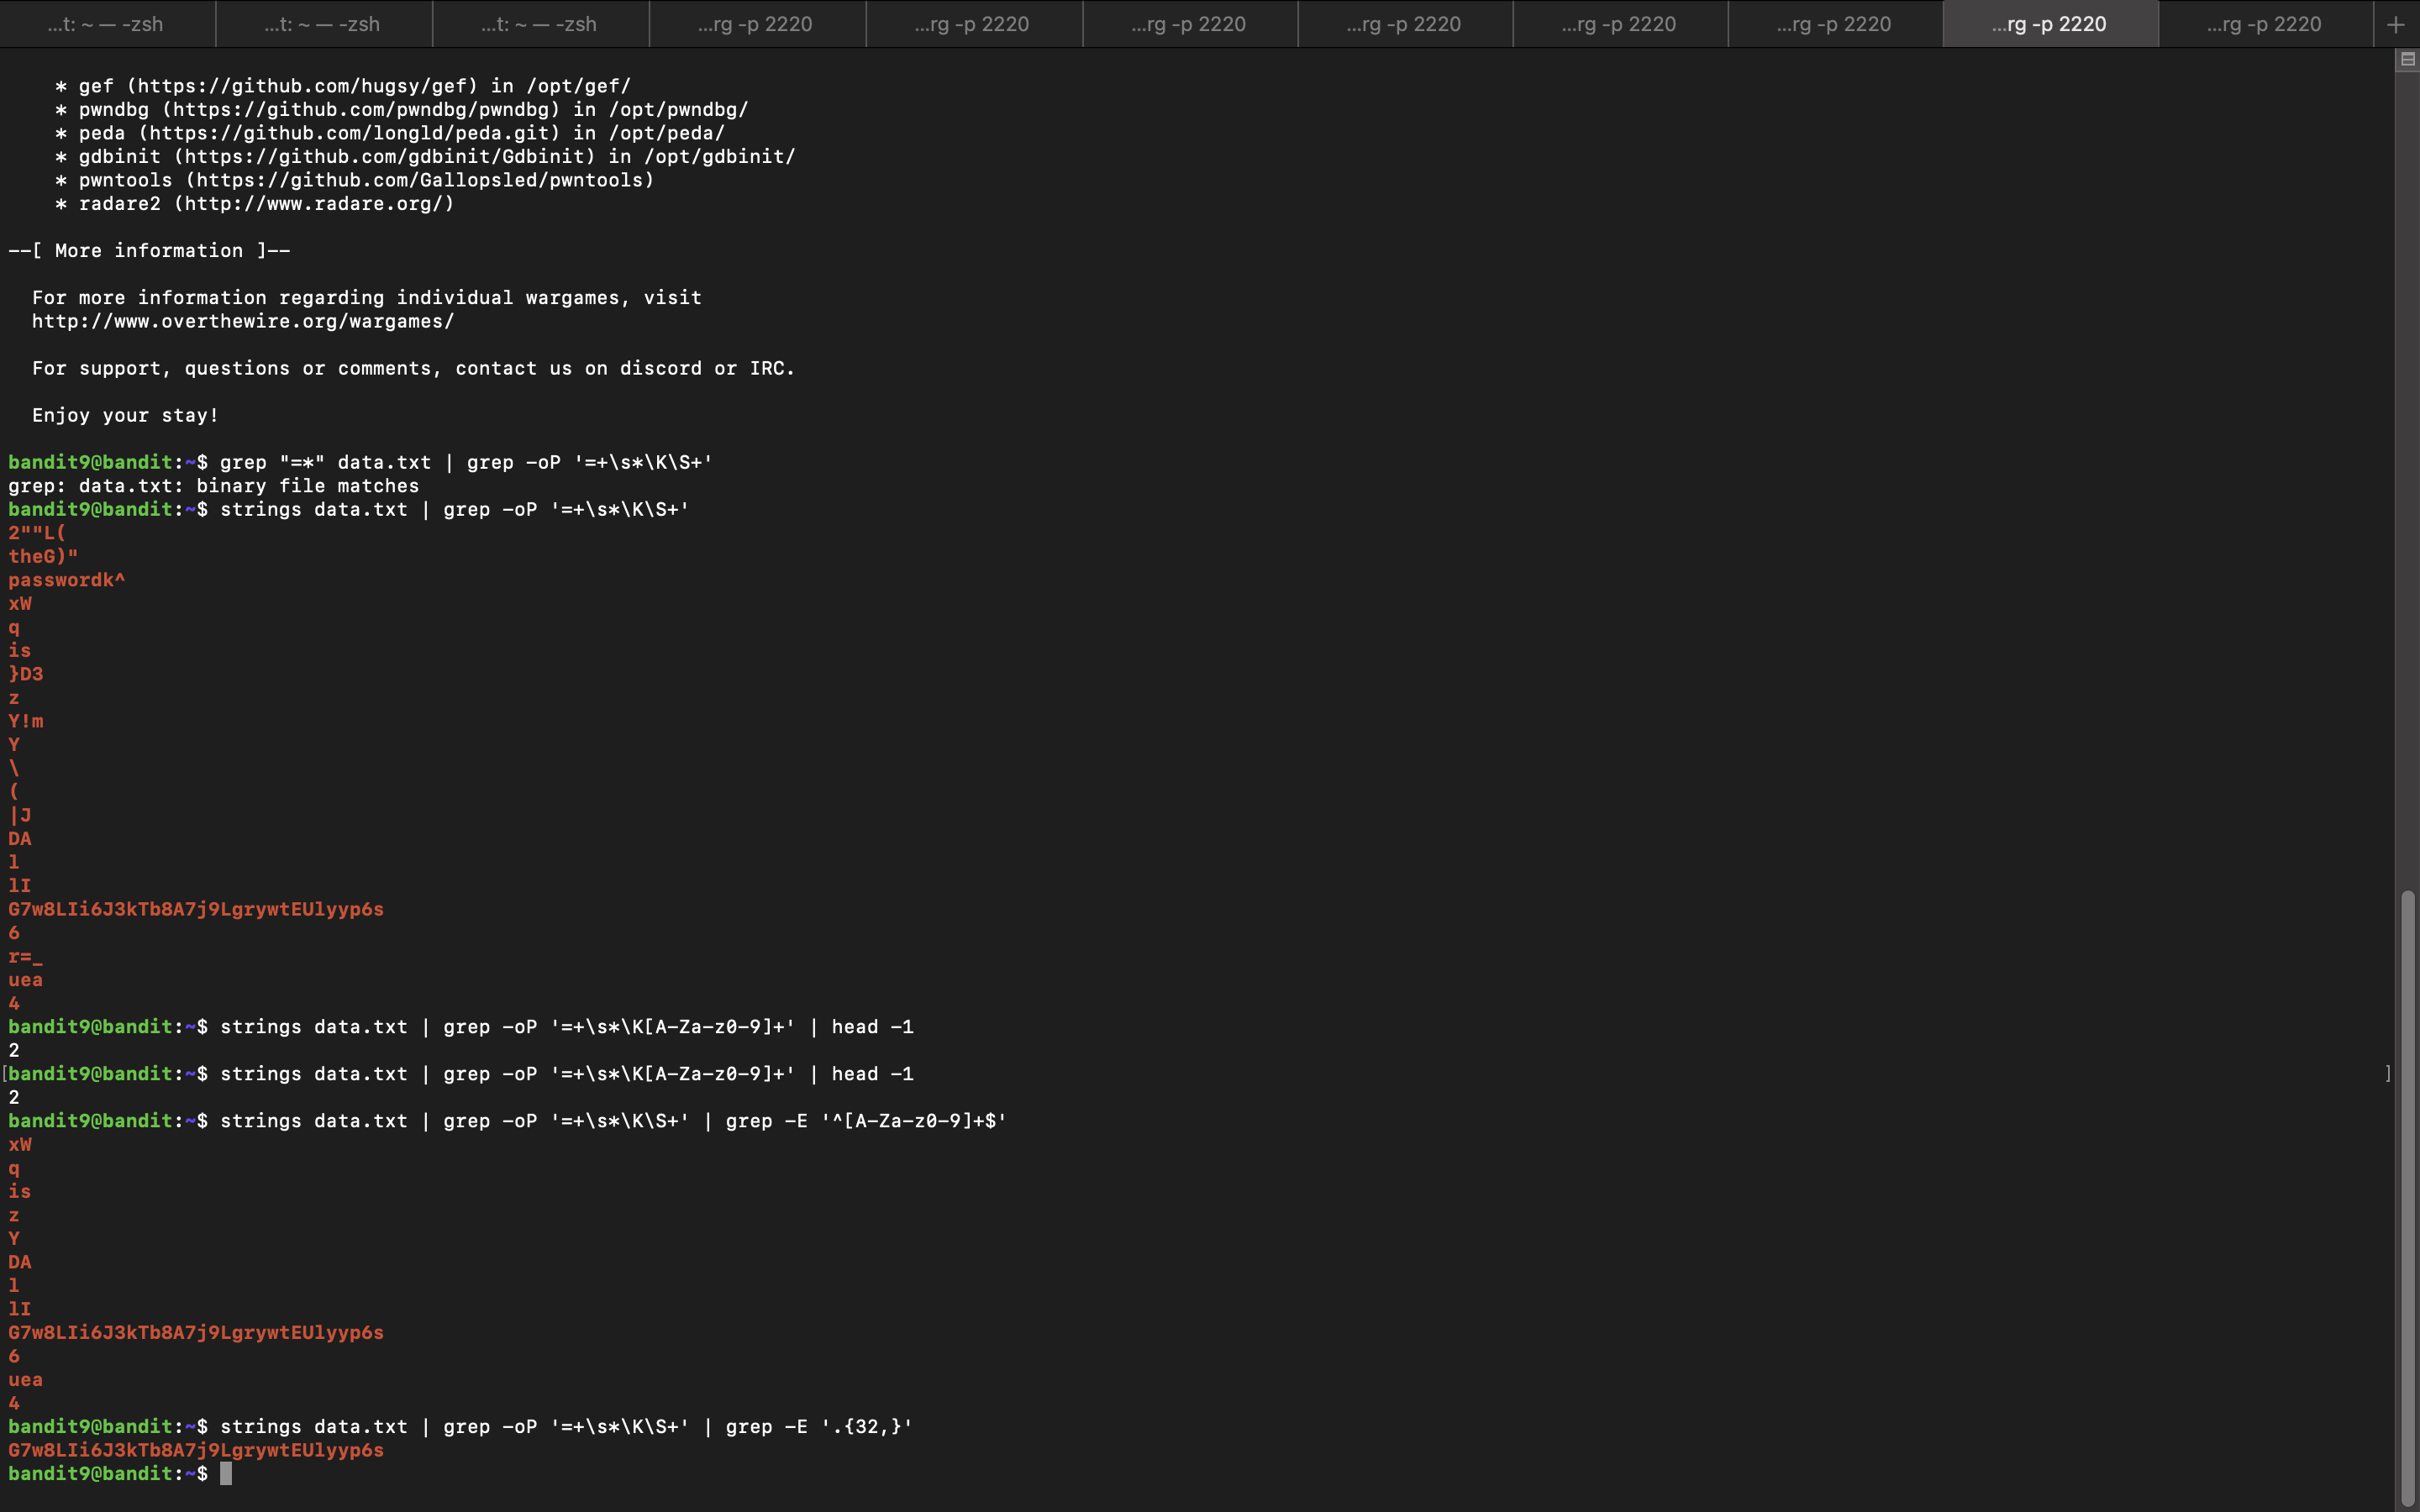 ...t: ~ — -zsh ...t: ~ — -zsh ...t: ~ — -zsh ...rg -p 2220 ...rg -p 2220 ...rg -p 2220 ...rg -p 2220 ...rg -p 2220 ...rg -p 2220 ...rg -p 2220 ...rg -p 2220 +
* gef (https://github.com/hugsy/gef) in /opt/gef/
* pwndbg (https://github.com/pwndbg/pwndbg) in /opt/pwndbg/
* peda (https://github.com/longld/peda.git) in /opt/peda/
* gdbinit (https://github.com/gdbinit/Gdbinit) in /opt/gdbinit/
* pwntools (https://github.com/Gallopsled/pwntools)
* radare2 (http://www.radare.org/)
--[ More information ]--
For more information regarding individual wargames, visit
http://www.overthewire.org/wargames/
For support, questions or comments, contact us on discord or IRC.
Enjoy your stay!
bandit9@bandit:~$ grep "=*" data.txt | grep -oP '=+\s*\K\S+'
grep: data.txt: binary file matches
bandit9@bandit:~$ strings data.txt | grep -oP '=+\s*\K\S+'
2""L(
theG)"
passwordk^
xW
q
is
}D3
z
Y!m
Y
\
(
|J
DA
l
lI
G7w8LIi6J3kTb8A7j9LgrywtEUlyyp6s
6
r=_
uea
4
bandit9@bandit:~$ strings data.txt | grep -oP '=+\s*\K[A-Za-z0-9]+' | head -1
2
[bandit9@bandit:~$ strings data.txt | grep -oP '=+\s*\K[A-Za-z0-9]+' | head -1 ]
2
bandit9@bandit:~$ strings data.txt | grep -oP '=+\s*\K\S+' | grep -E '^[A-Za-z0-9]+$'
xW
q
is
z
Y
DA
l
lI
G7w8LIi6J3kTb8A7j9LgrywtEUlyyp6s
6
uea
4
bandit9@bandit:~$ strings data.txt | grep -oP '=+\s*\K\S+' | grep -E '.{32,}'
G7w8LIi6J3kTb8A7j9LgrywtEUlyyp6s
bandit9@bandit:~$